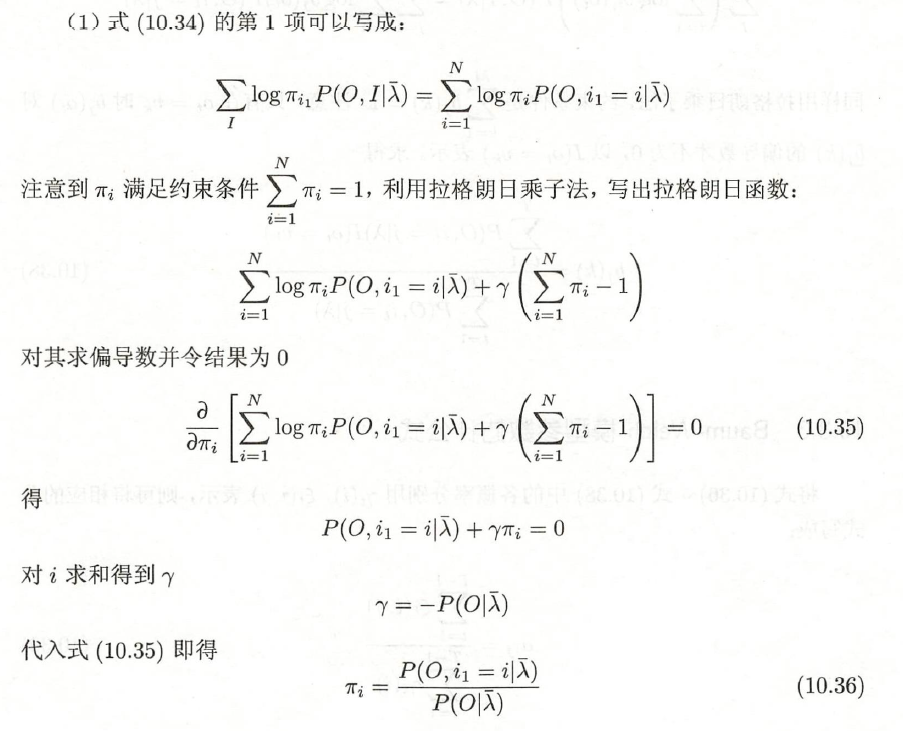 （1）式 (10.34) 的第 1 项可以写成：
$$\sum_{I} \log \pi_{i_1} P(O, I|\bar{\lambda}) = \sum_{i=1}^{N} \log \pi_i P(O, i_1 = i|\bar{\lambda})$$
注意到 $\pi_i$ 满足约束条件 $\sum_{i=1}^{N} \pi_i = 1$，利用拉格朗日乘子法，写出拉格朗日函数：
$$\sum_{i=1}^{N} \log \pi_i P(O, i_1 = i|\bar{\lambda}) + \gamma \left( \sum_{i=1}^{N} \pi_i - 1 \right)$$
对其求偏导数并令结果为 0
$$\frac{\partial}{\partial \pi_i} \left[ \sum_{i=1}^{N} \log \pi_i P(O, i_1 = i|\bar{\lambda}) + \gamma \left( \sum_{i=1}^{N} \pi_i - 1 \right) \right] = 0 \quad (10.35)$$
得
$$P(O, i_1 = i|\bar{\lambda}) + \gamma \pi_i = 0$$
对 $i$ 求和得到 $\gamma$
$$\gamma = -P(O|\bar{\lambda})$$
代入式 (10.35) 即得
$$\pi_i = \frac{P(O, i_1 = i|\bar{\lambda})}{P(O|\bar{\lambda})} \quad (10.36)$$